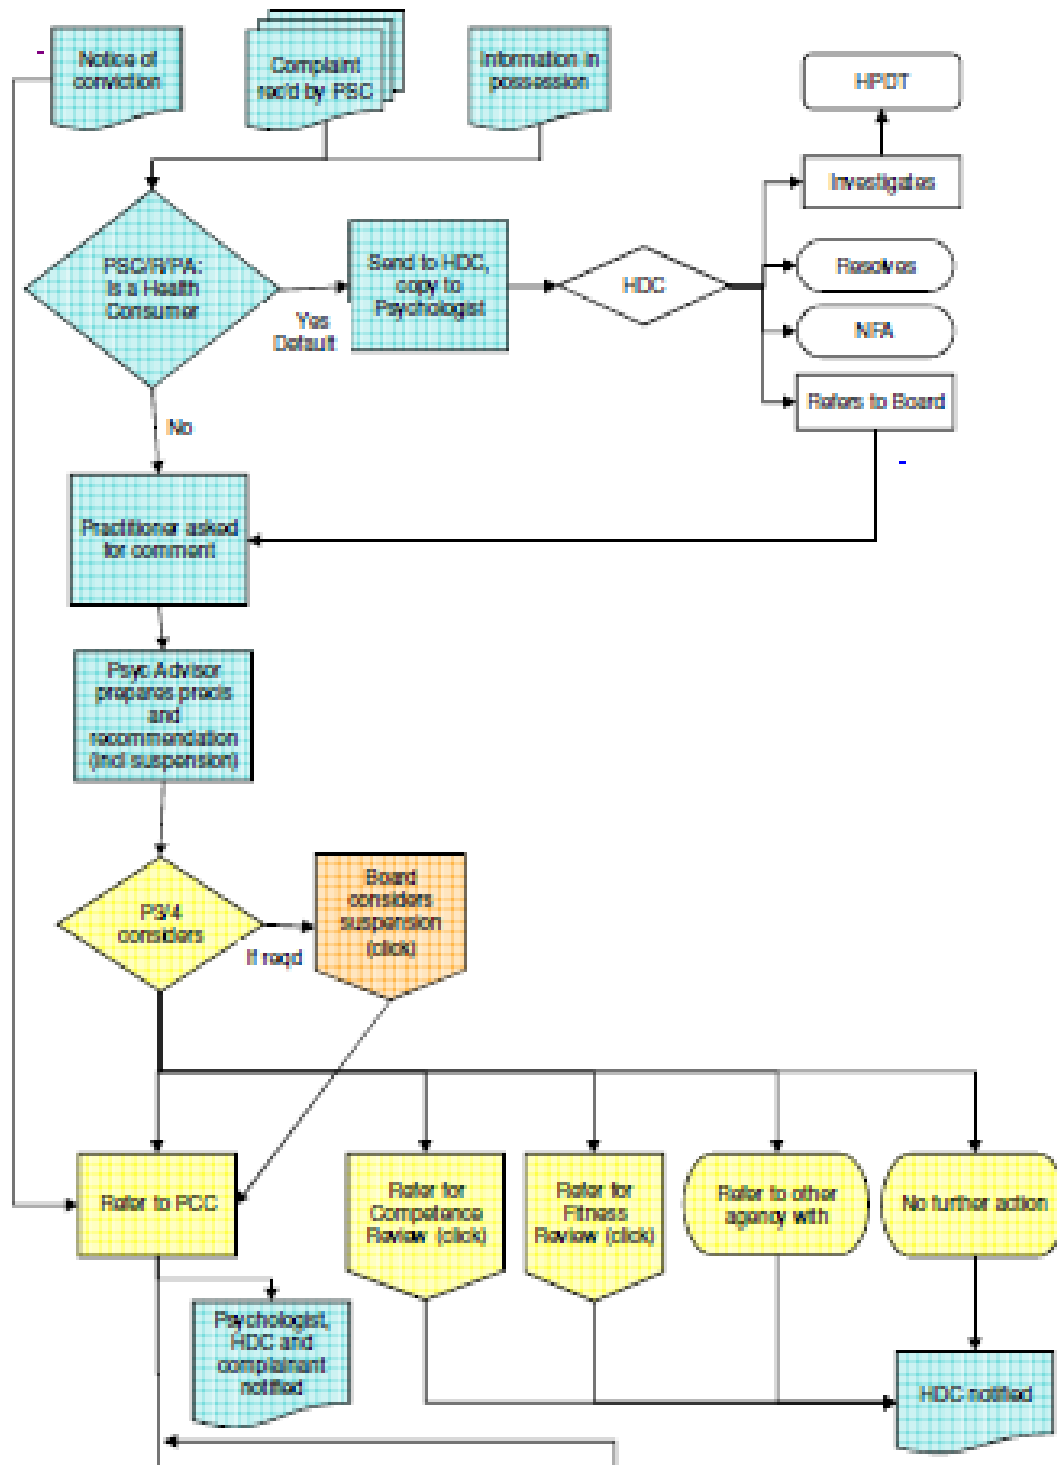 Notice of
conviction
Complaint
rec'd by PSC
Information in
possession
HPDT
Investigates
PSC/R/PA:
Is a Health
Consumer
Send to HDC,
copy to
Psychologist
HDC
Resolves
Yes
Default
NFA
Refers to Board
No
Practitioner asked
for comment
Psyc Advisor
prepares precis
and
recommendation
(incl suspension)
P3/4
considers
If reqd
Board
considers
suspension
(click)
Refer to PCC
Refer for
Competence
Review (click)
Refer for
Fitness
Review (click)
Refer to other
agency with
No further action
Psychologist,
HDC and
complainant
notified
HDC notified